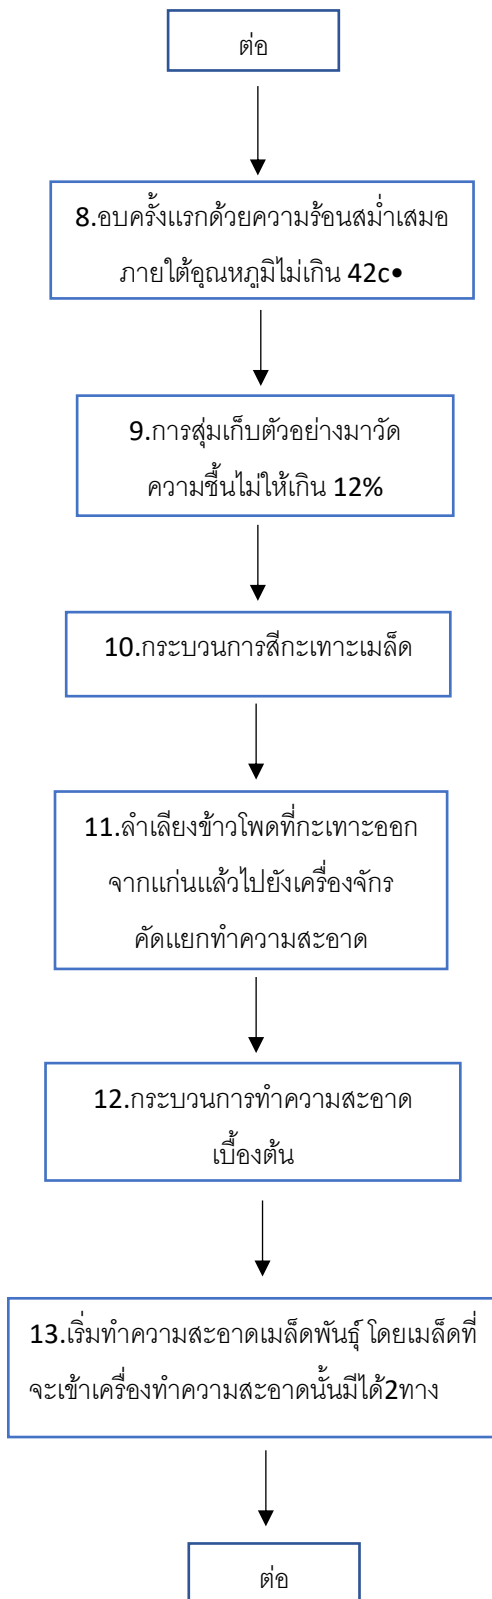 ต่อ
8.อบครั้งแรกด้วยความร้อนสม่ำเสมอ
ภายใต้อุณหภูมิไม่เกิน 42c•
9.การสุ่มเก็บตัวอย่างมาวัด
ความชื้นไม่ให้เกิน 12%
10.กระบวนการสีกะเทาะเมล็ด
11.ลำเลียงข้าวโพดที่กะเทาะออก
จากแก่นแล้วไปยังเครื่องจักร
คัดแยกทำความสะอาด
12.กระบวนการทำความสะอาด
เบื้องต้น
13.เริ่มทำความสะอาดเมล็ดพันธุ์ โดยเมล็ดที่
จะเข้าเครื่องทำความสะอาดนั้นมีได้2ทาง
ต่อ